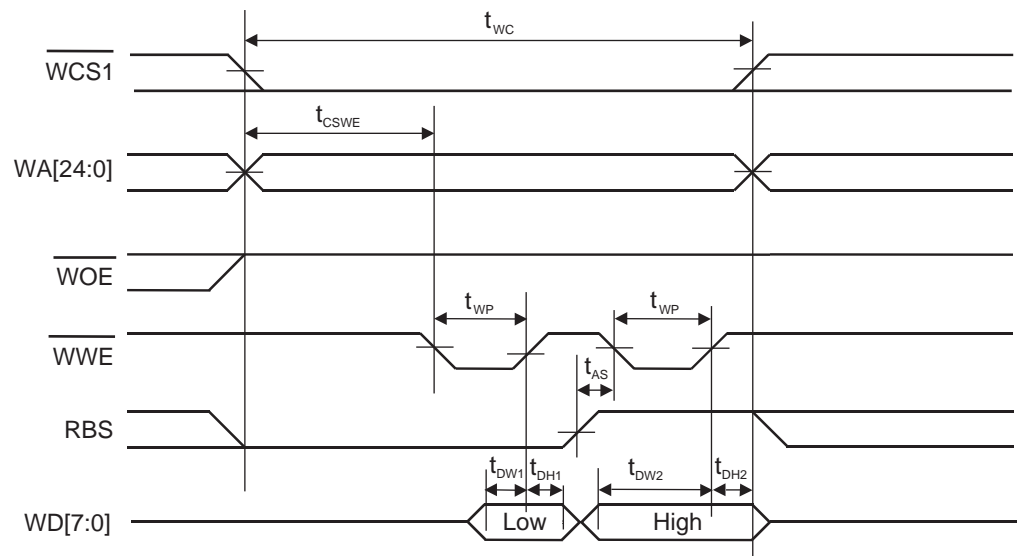 tWC
WCS1
tCSWE
WA[24:0]
WOE
tWP
tWP
WWE
tAS
RBS
tDW1
tDH1
tDW2
tDH2
WD[7:0]
Low
High